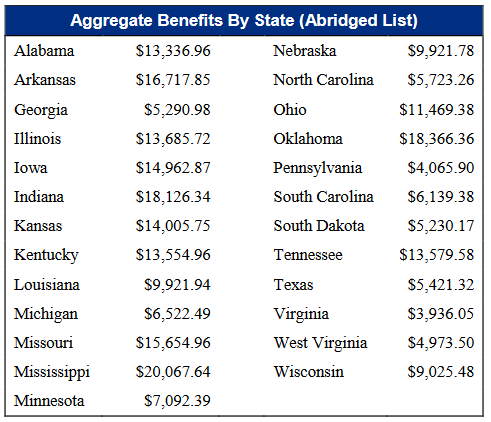 Aggregate Benefits By State (Abridged List)
Alabama $13,336.96 Nebraska $9,921.78
Arkansas $16,717.85 North Carolina $5,723.26
Georgia $5,290.98 Ohio $11,469.38
Illinois $13,685.72 Oklahoma $18,366.36
Iowa $14,962.87 Pennsylvania $4,065.90
Indiana $18,126.34 South Carolina $6,139.38
Kansas $14,005.75 South Dakota $5,230.17
Kentucky $13,554.96 Tennessee $13,579.58
Louisiana $9,921.94 Texas $5,421.32
Michigan $6,522.49 Virginia $3,936.05
Missouri $15,654.96 West Virginia $4,973.50
Mississippi $20,067.64 Wisconsin $9,025.48
Minnesota $7,092.39